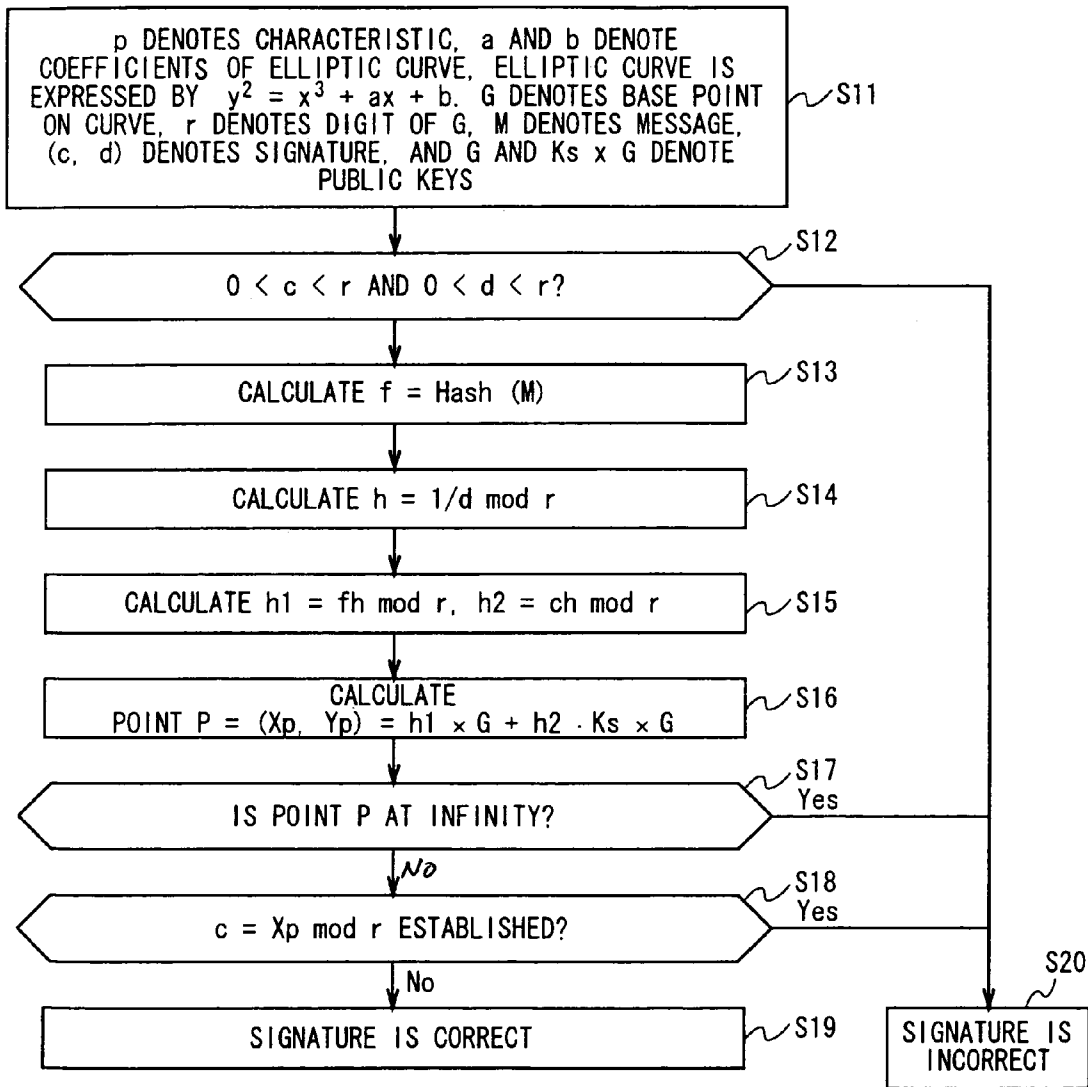 p DENOTES CHARACTERISTIC, a AND b DENOTE
COEFFICIENTS OF ELLIPTIC CURVE, ELLIPTIC CURVE IS
EXPRESSED BY y² = x³ + ax + b. G DENOTES BASE POINT
ON CURVE, r DENOTES DIGIT OF G, M DENOTES MESSAGE,
(c, d) DENOTES SIGNATURE, AND G AND Ks x G DENOTE
PUBLIC KEYS
S11
S12
0 < c < r AND 0 < d < r?
S13
CALCULATE f = Hash (M)
S14
CALCULATE h = 1/d mod r
CALCULATE h1 = fh mod r, h2 = ch mod r
S15
CALCULATE
POINT P = (Xp, Yp) = h1 × G + h2 · Ks × G
S16
S17
IS POINT P AT INFINITY?
Yes
No
S18
c = Xp mod r ESTABLISHED?
Yes
No
S20
SIGNATURE IS CORRECT
S19
SIGNATURE IS
INCORRECT